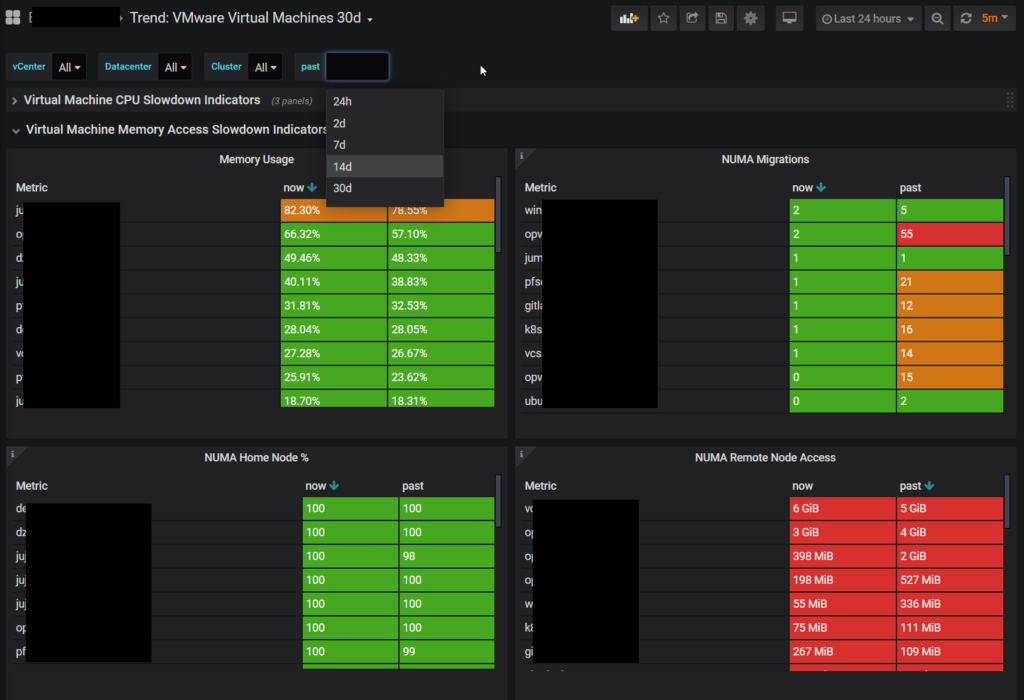 Trend: VMware Virtual Machines 30d
Last 24 hours
5m
vCenter All Datacenter All Cluster All past
24h
2d
7d
14d
30d
Virtual Machine CPU Slowdown Indicators (3 panels)
Virtual Machine Memory Access Slowdown Indicators
Memory Usage
Metric now
82.30% 78.55%
66.32% 57.10%
49.46% 48.33%
40.11% 38.83%
31.81% 32.53%
28.04% 28.05%
27.28% 26.67%
25.91% 23.62%
18.70% 18.31%
NUMA Migrations
Metric now past
win 2 5
opv 2 55
jum 1 1
pfs 1 21
gitl 1 12
k8s 1 16
vcs 1 14
opv 0 15
ubu 0 2
NUMA Home Node %
Metric now past
de 100 100
dz 100 100
juj 100 98
juj 100 100
juj 100 100
op 100 100
pf 100 99
NUMA Remote Node Access
Metric now past
6 GiB 5 GiB
3 GiB 4 GiB
398 MiB 2 GiB
198 MiB 527 MiB
55 MiB 336 MiB
75 MiB 111 MiB
267 MiB 109 MiB